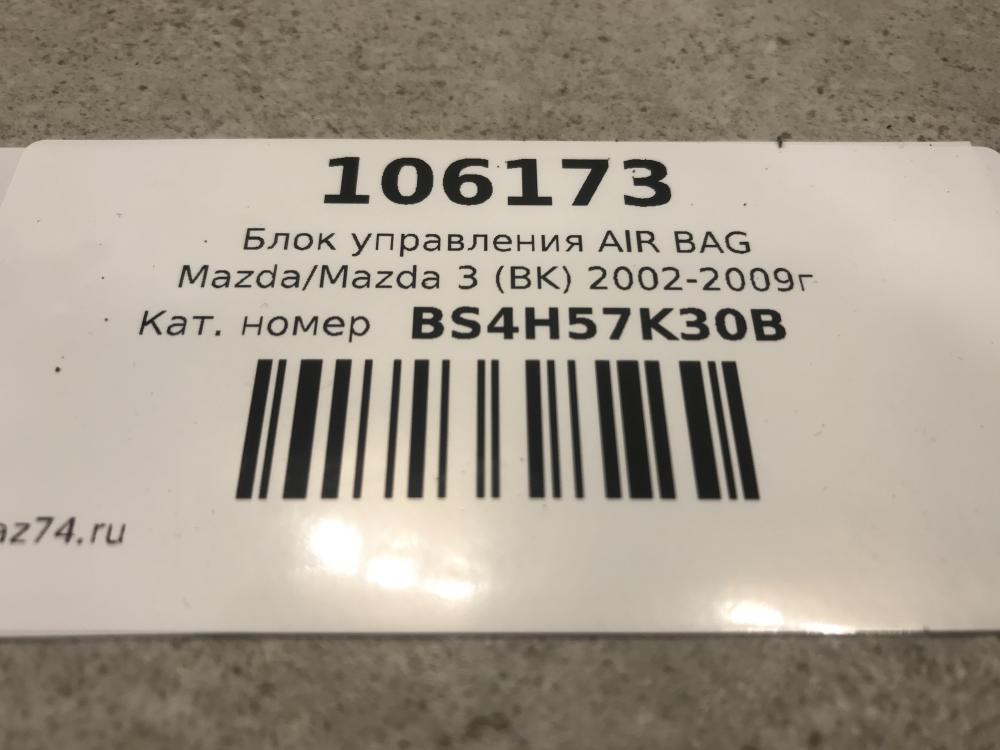 106173
Блок управления AIR BAG
Mazda/Mazda 3 (BK) 2002-2009г
Кат. номер BS4H57K30B
az74.ru